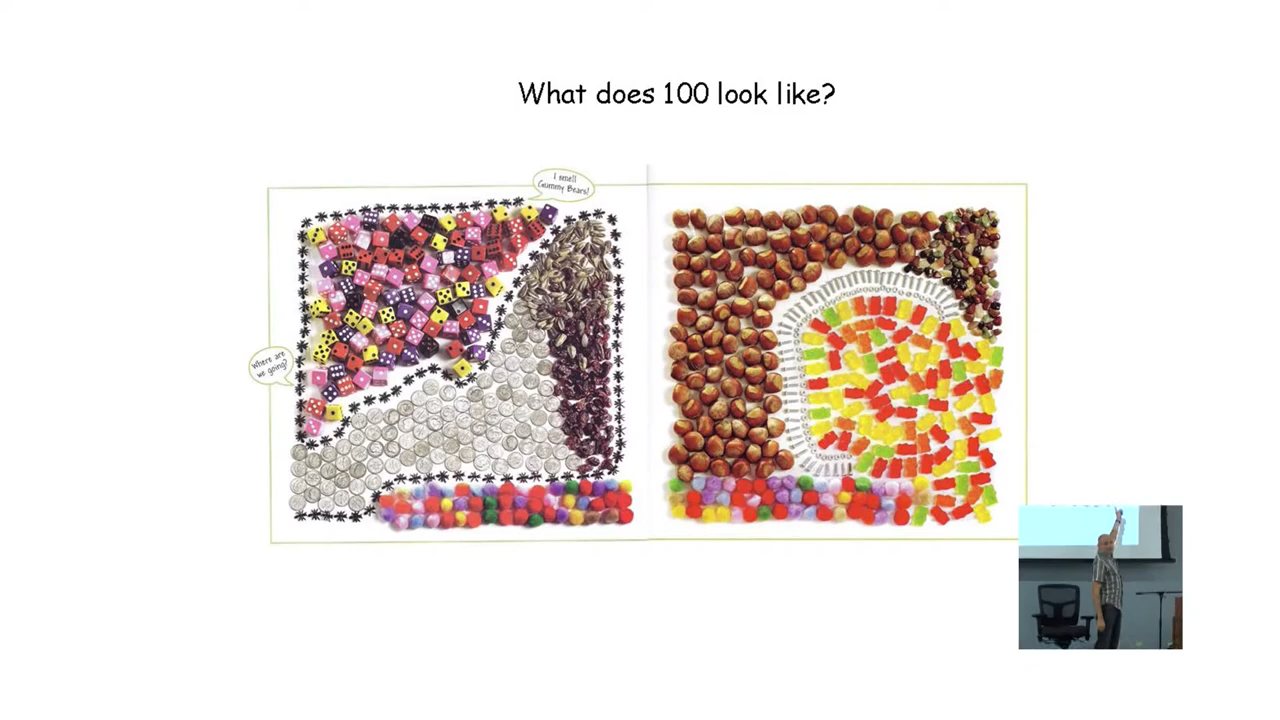 What does 100 look like?
I smell
Gummy Bears!
Where are
we going?